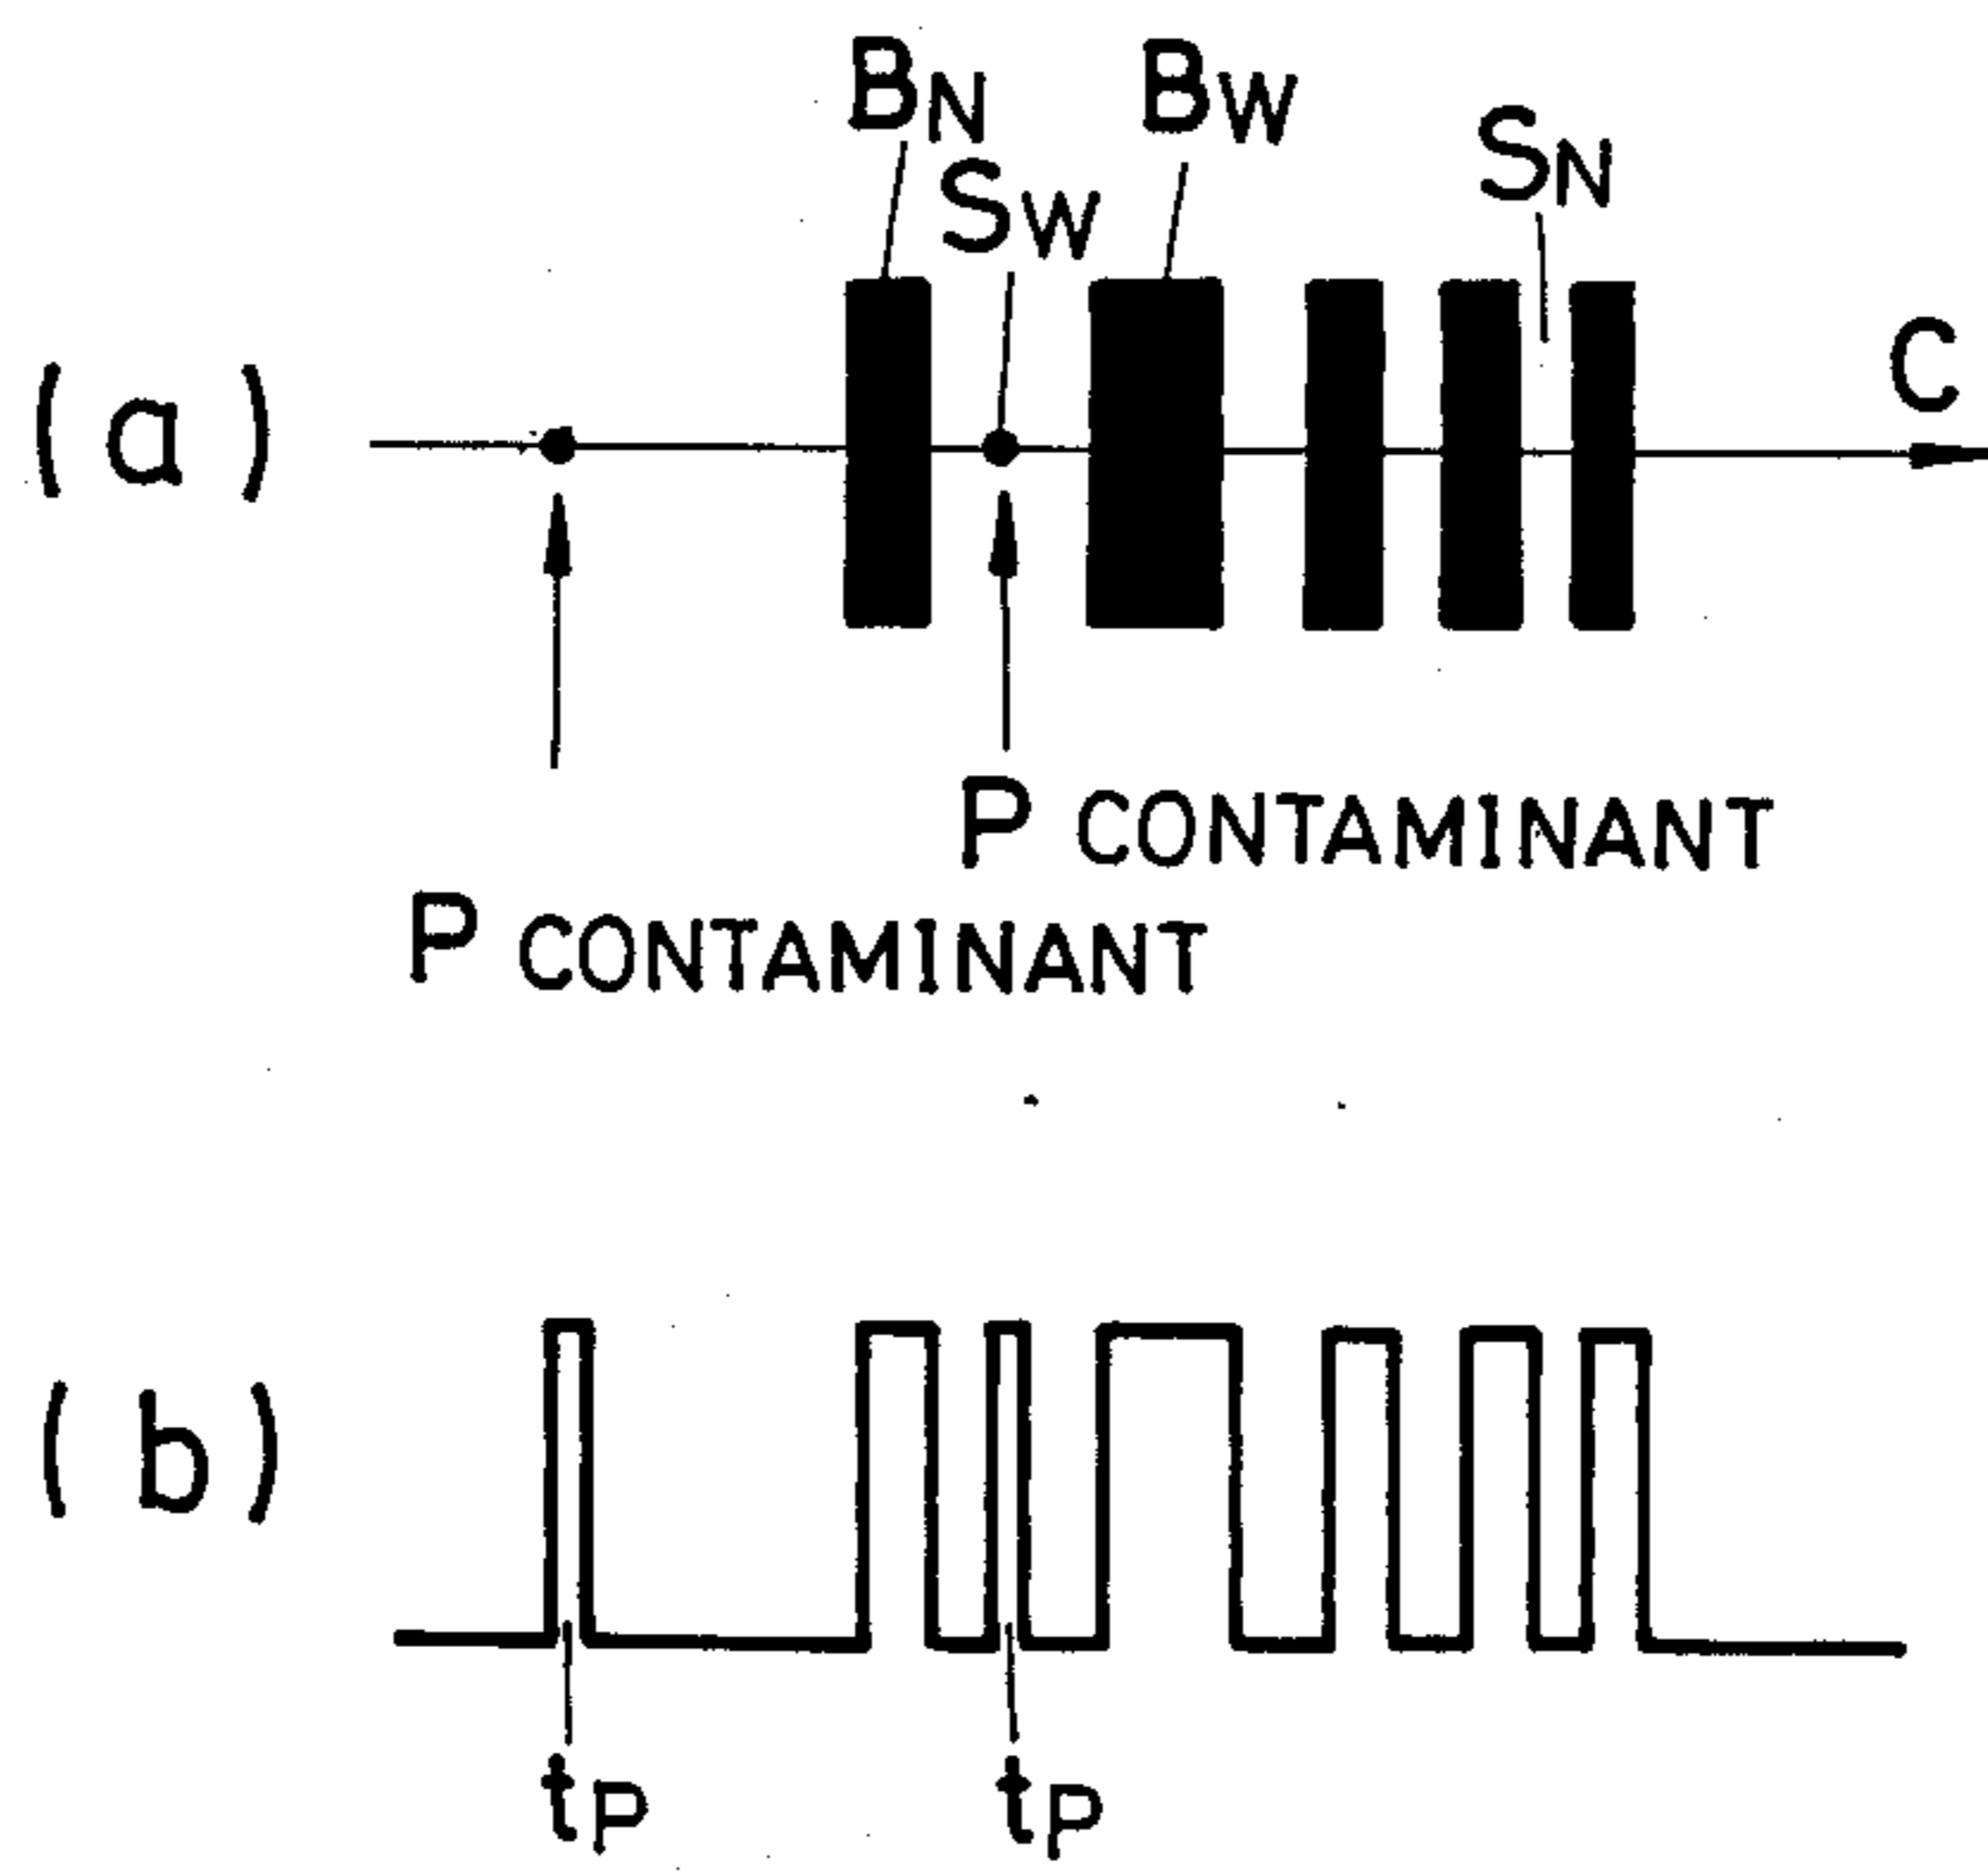 BN
BW
SW
SN
(a)
C
P CONTAMINANT
P CONTAMINANT
(b)
tP
tP